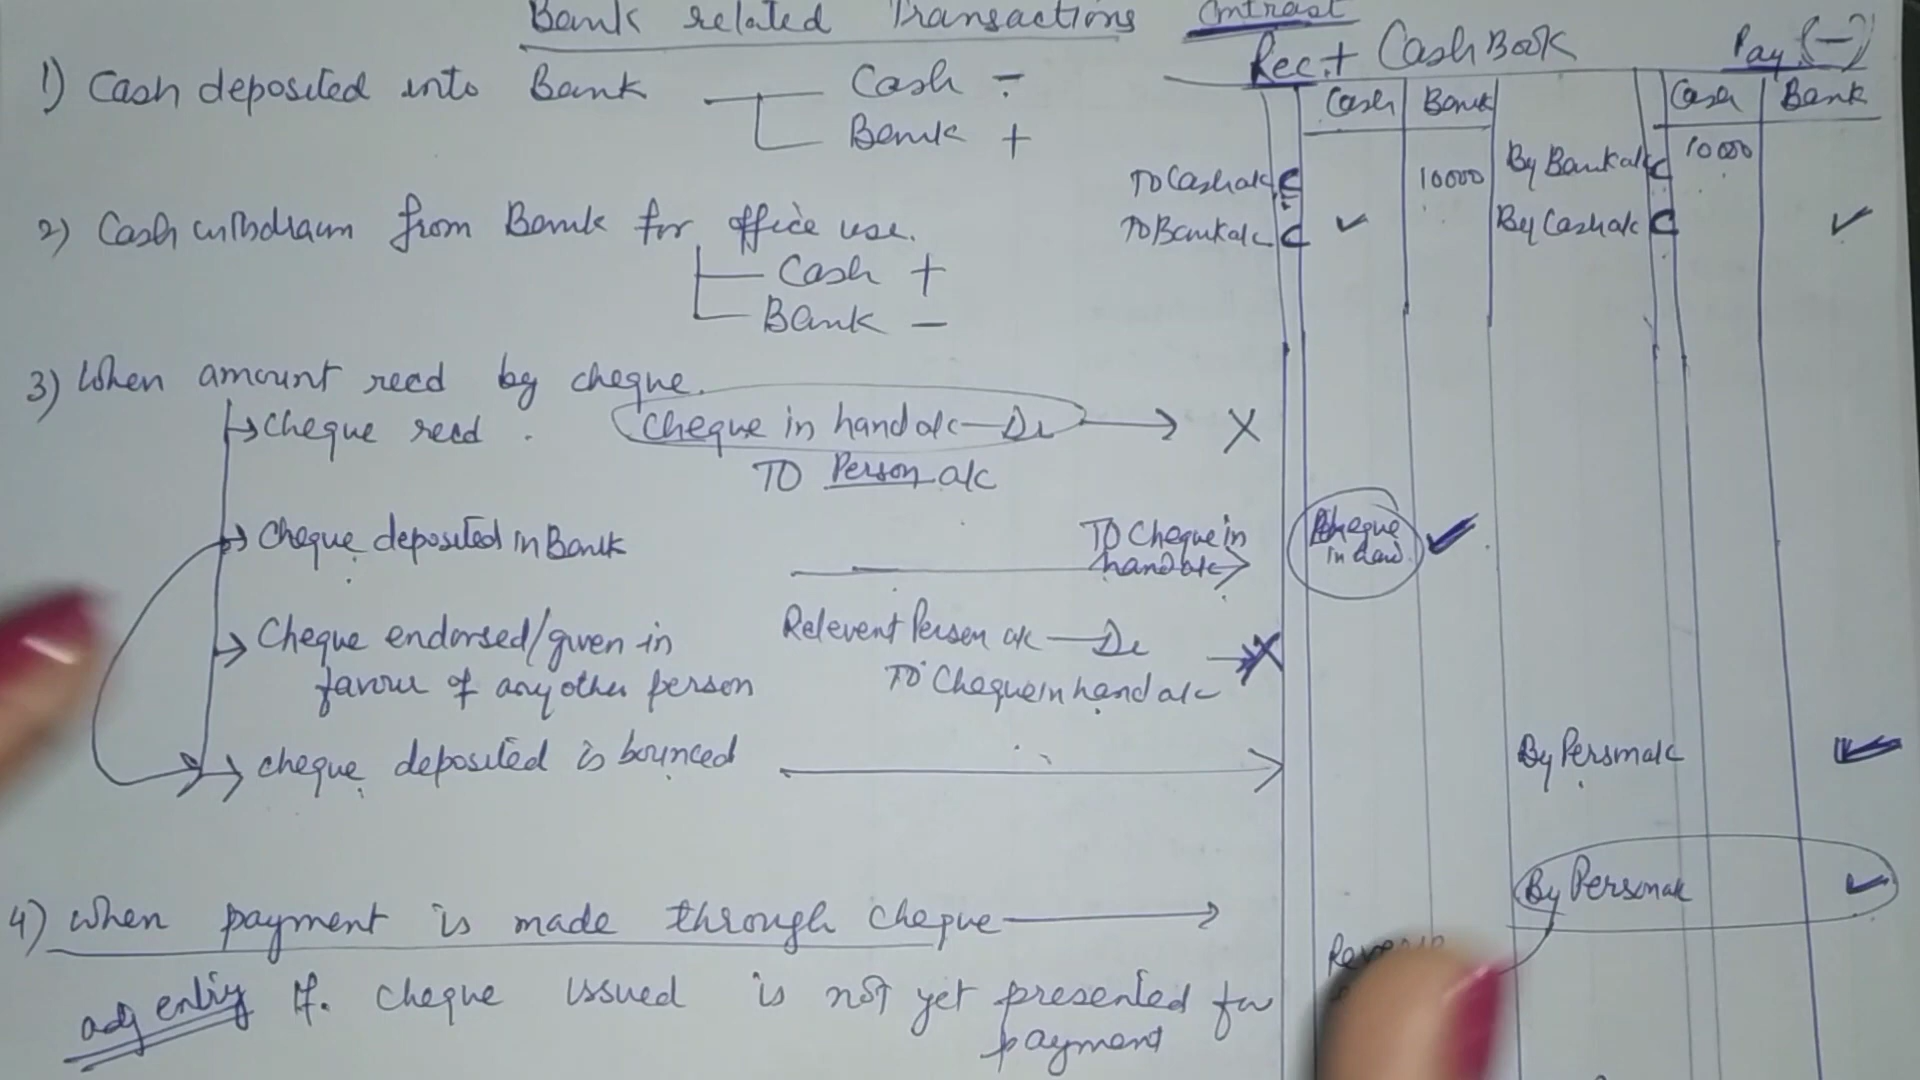 Bank related Transactions Contrast
Rec.t Cash Book Pay (-)
Cash Bank Cash Bank
1) Cash deposited into Bank Cash -
Bank +
To Cash a/c C 10000 By Bank a/c C 10000
2) Cash withdrawn from Bank for office use. To Bank a/c C ✓ By Cash a/c C ✓
Cash +
Bank -
3) When amount recd by cheque.
→ Cheque recd. Cheque in hand a/c - Dr → X
To Person a/c
→ Cheque deposited in Bank To Cheque in hand a/c Cheque in ✓
→ Cheque endorsed/given in Relevent Person a/c - Dr
favour of any other person To Cheque in hand a/c → X
→ cheque deposited is bounced → By Person a/c ✓
4) When payment is made through cheque → By Person a/c ✓
Reverse
adj entry If. cheque issued is not yet presented for
payment